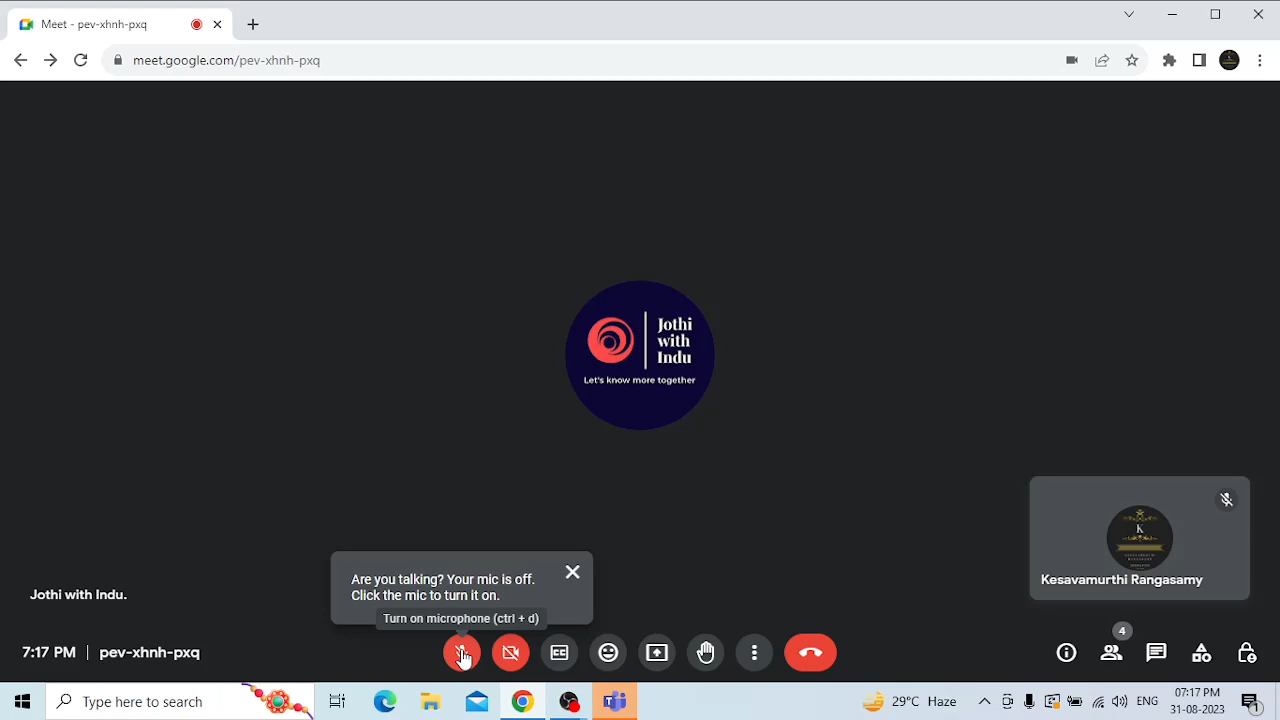 Meet - pev-xhnh-pxq
meet.google.com/pev-xhnh-pxq
Jothi
with
Indu
Let's know more together
K
Kesavamurthi Rangasamy
Are you talking? Your mic is off.
Click the mic to turn it on.
Turn on microphone (ctrl + d)
Jothi with Indu.
7:17 PM | pev-xhnh-pxq
4
Type here to search
29°C Haze
ENG
07:17 PM
31-08-2023
1